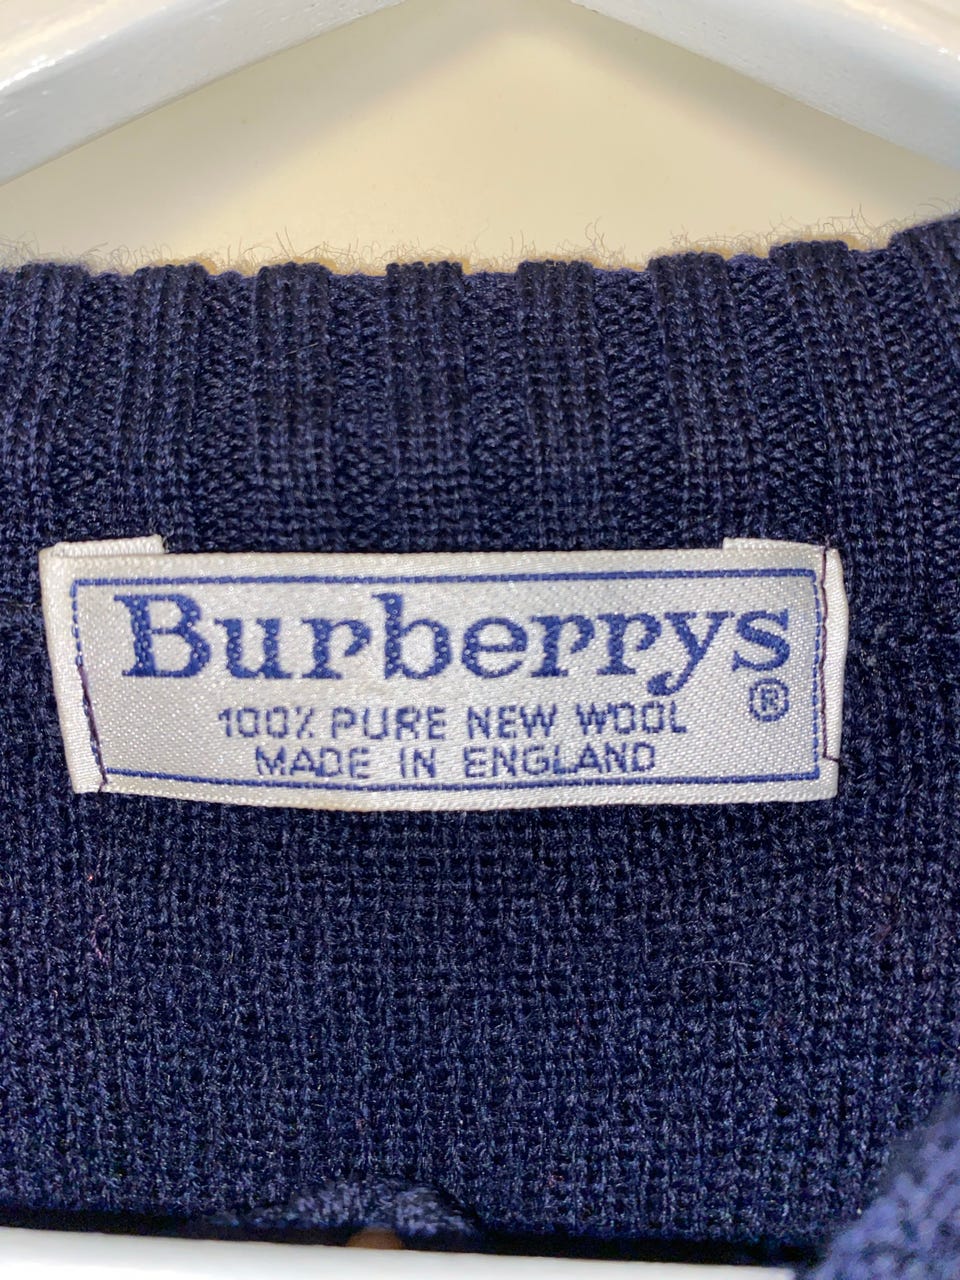 Burberrys®
100% PURE NEW WOOL
MADE IN ENGLAND